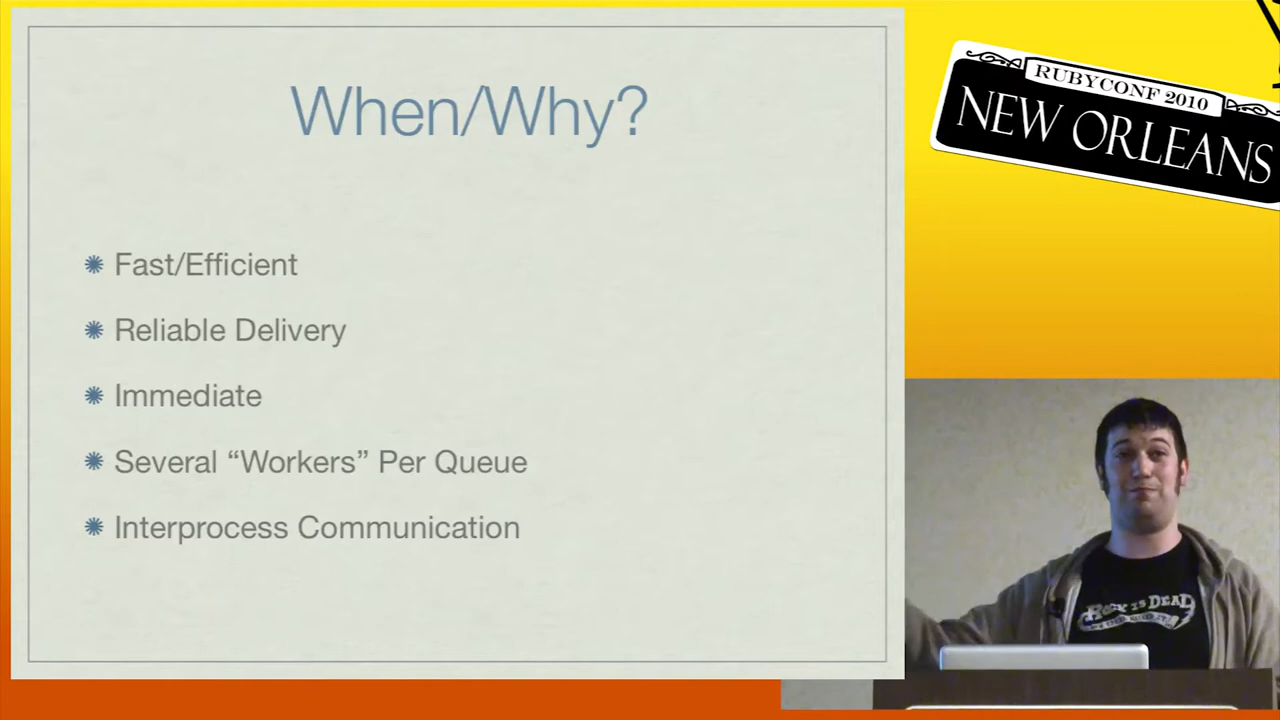 When/Why?
Fast/Efficient
Reliable Delivery
Immediate
Several “Workers” Per Queue
Interprocess Communication
RUBYCONF 2010
NEW ORLEANS
ROCK IS DEAD